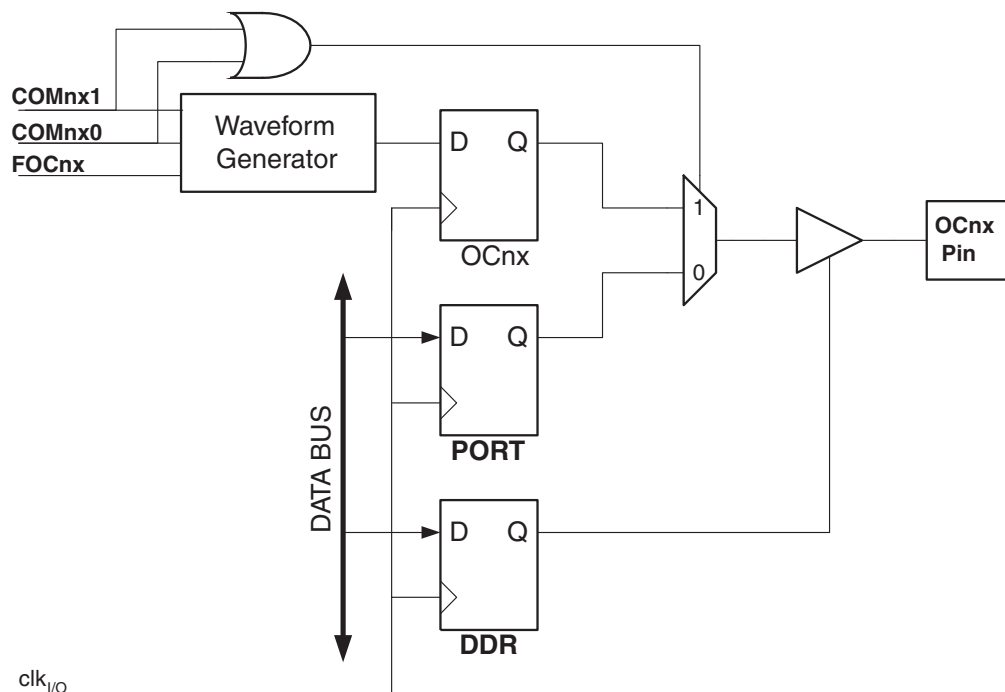 COMnx1
COMnx0
FOCnx
Waveform
Generator
D Q
OCnx
1
0
OCnx
Pin
DATA BUS
D Q
PORT
D Q
DDR
clkI/O